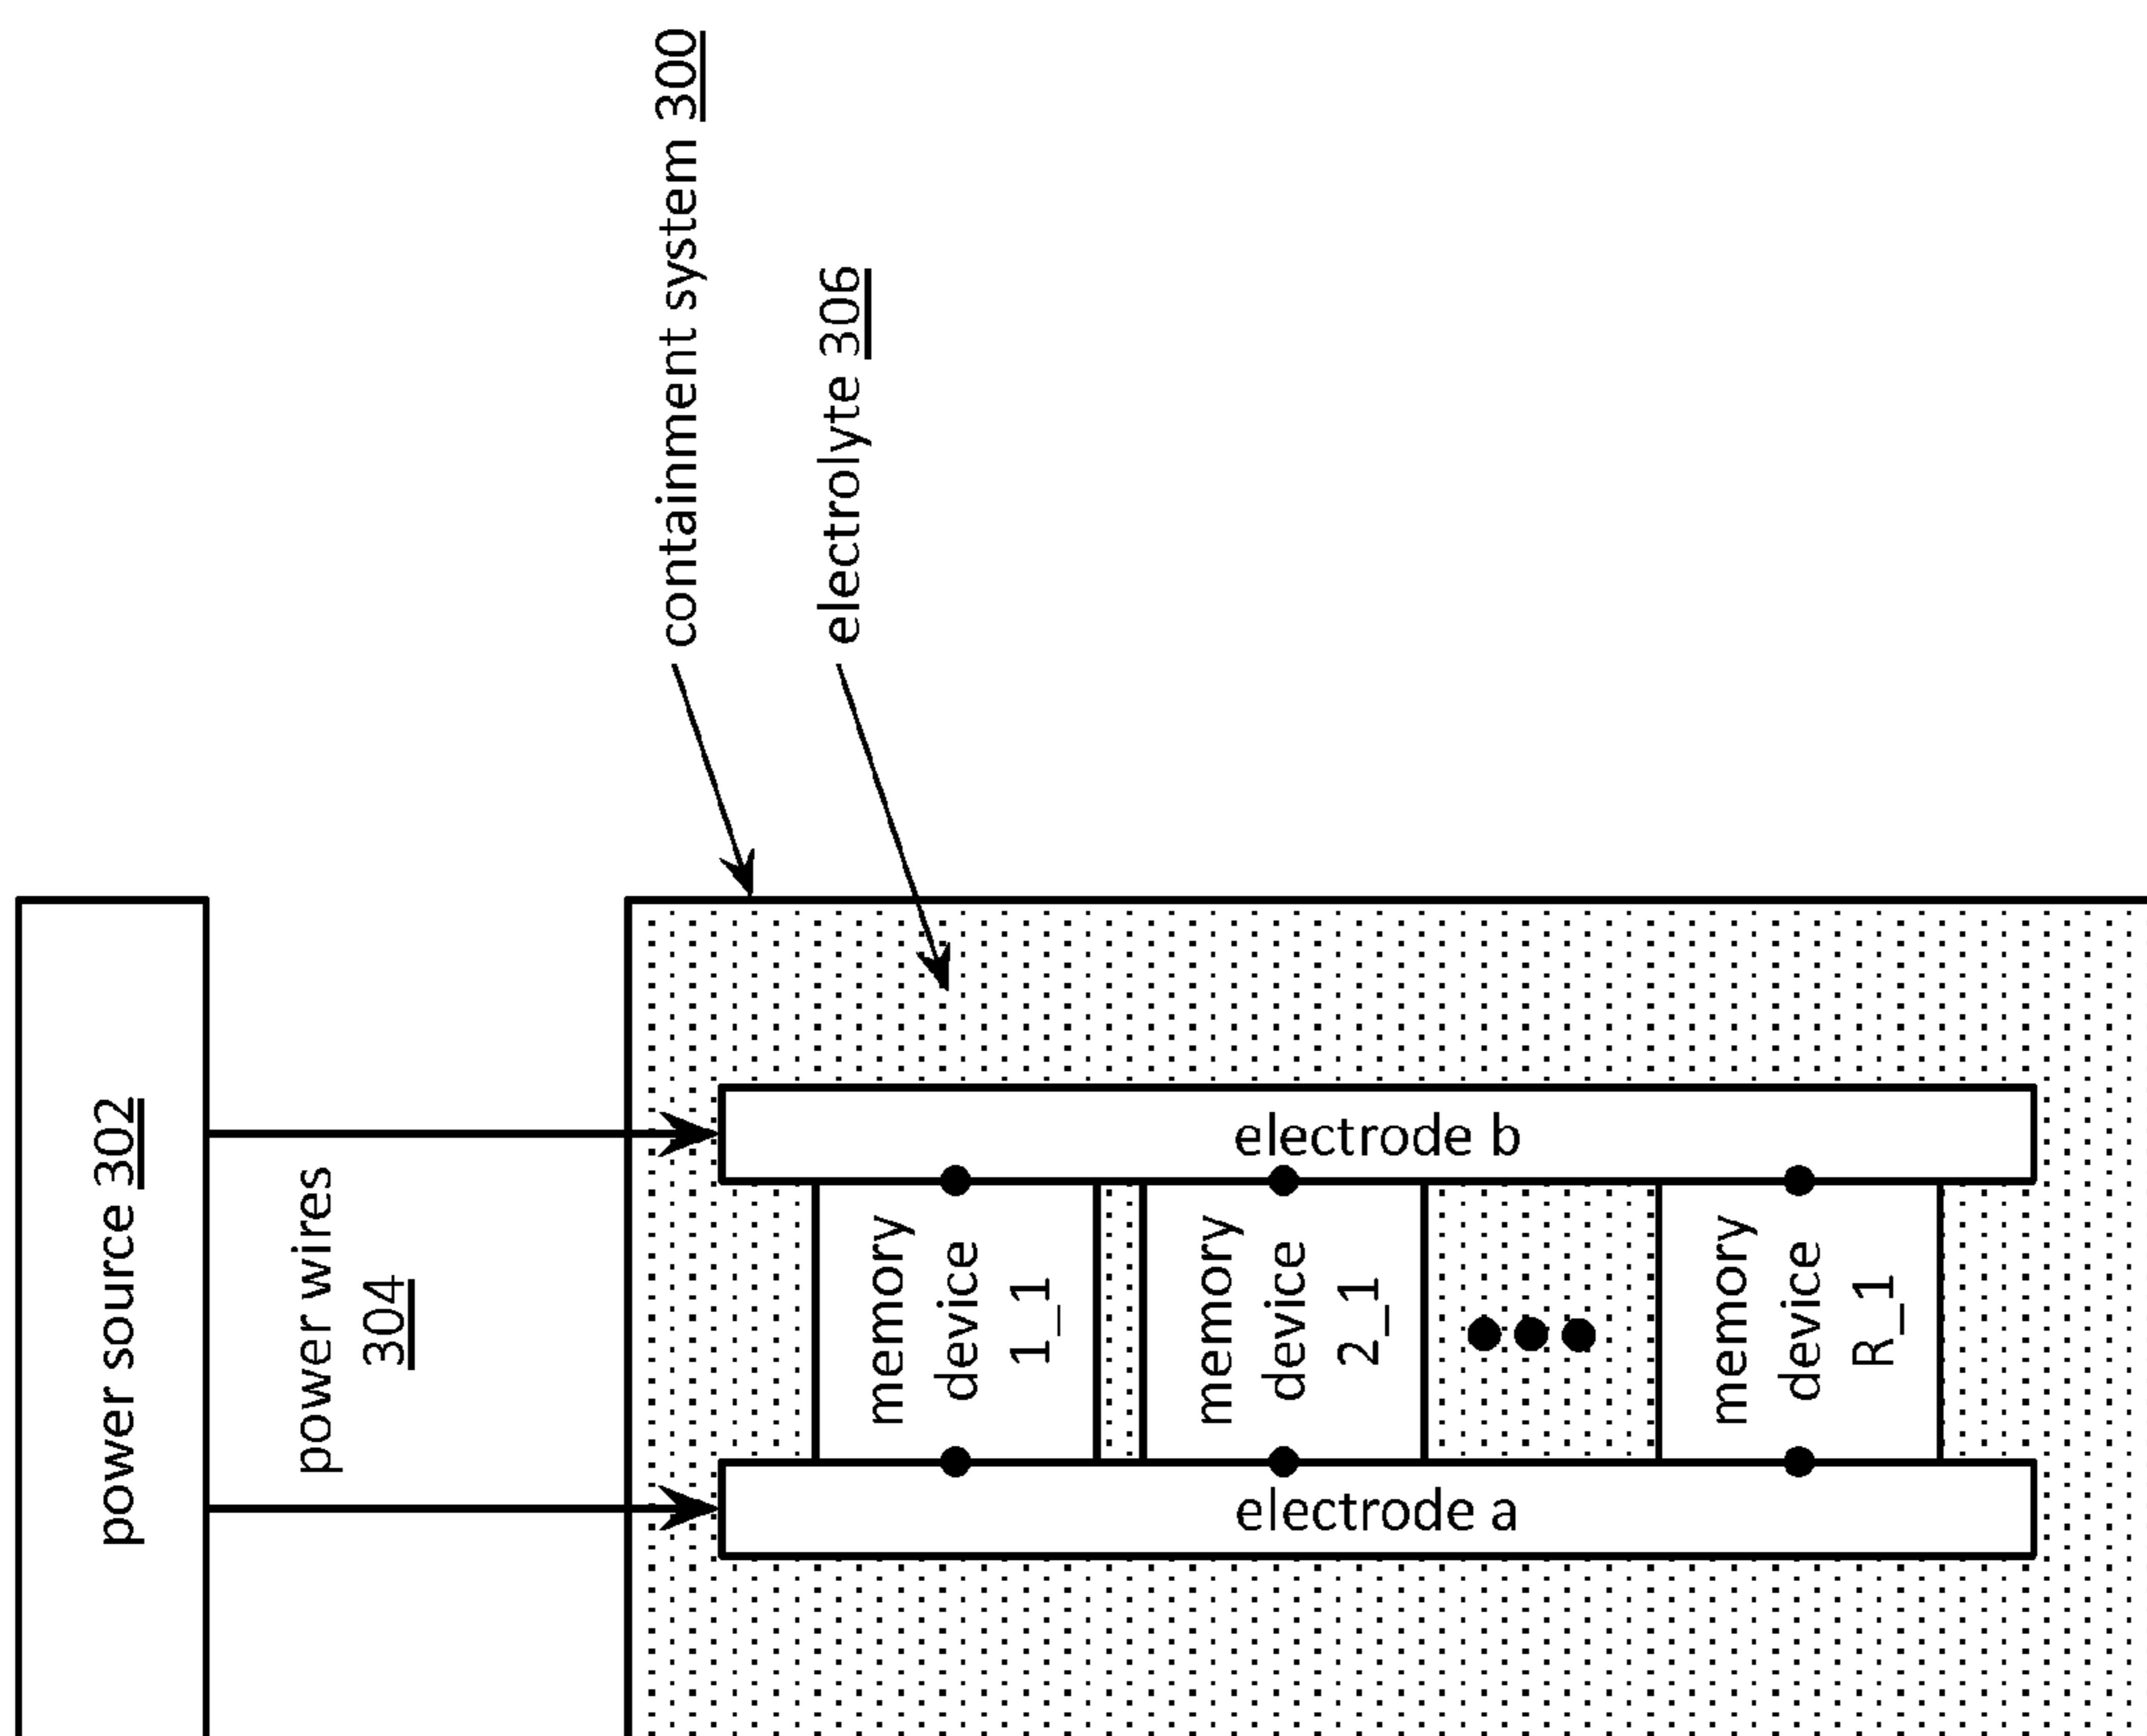 power source 302
power wires
304
containment system 300
electrolyte 306
electrode a
electrode b
memory
device
1_1
memory
device
2_1
memory
device
R_1